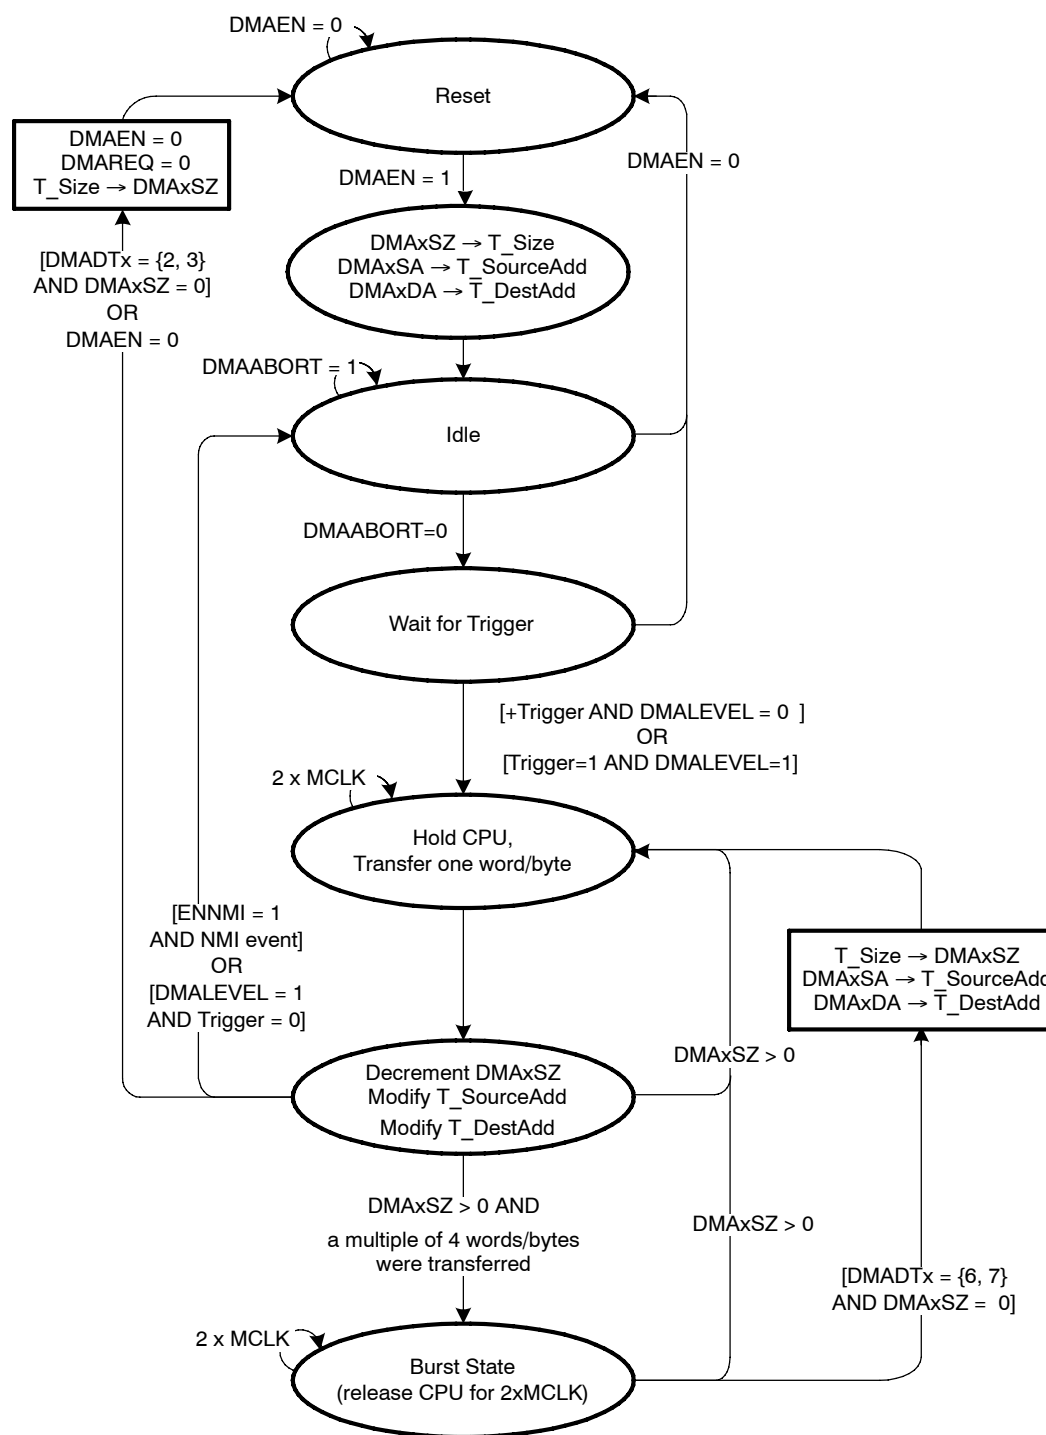 DMAEN = 0
Reset
DMAEN = 0
DMAREQ = 0
T_Size → DMAxSZ
DMAEN = 0
DMAEN = 1
DMAxSZ → T_Size
DMAxSA → T_SourceAdd
DMAxDA → T_DestAdd
[DMADTx = {2, 3}
AND DMAxSZ = 0]
OR
DMAEN = 0
DMAABORT = 1
Idle
DMAABORT=0
Wait for Trigger
[+Trigger AND DMALEVEL = 0 ]
OR
[Trigger=1 AND DMALEVEL=1]
2 x MCLK
Hold CPU,
Transfer one word/byte
[ENNMI = 1
AND NMI event]
OR
[DMALEVEL = 1
AND Trigger = 0]
T_Size → DMAxSZ
DMAxSA → T_SourceAdd
DMAxDA → T_DestAdd
DMAxSZ > 0
Decrement DMAxSZ
Modify T_SourceAdd
Modify T_DestAdd
DMAxSZ > 0 AND
a multiple of 4 words/bytes
were transferred
DMAxSZ > 0
[DMADTx = {6, 7}
AND DMAxSZ = 0]
2 x MCLK
Burst State
(release CPU for 2xMCLK)